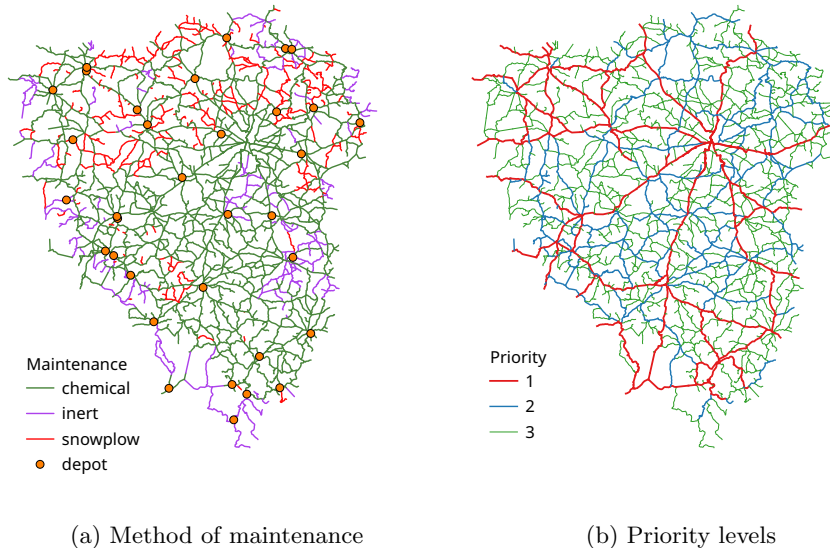 Maintenance
chemical
inert
snowplow
depot
Priority
1
2
3
(a) Method of maintenance
(b) Priority levels